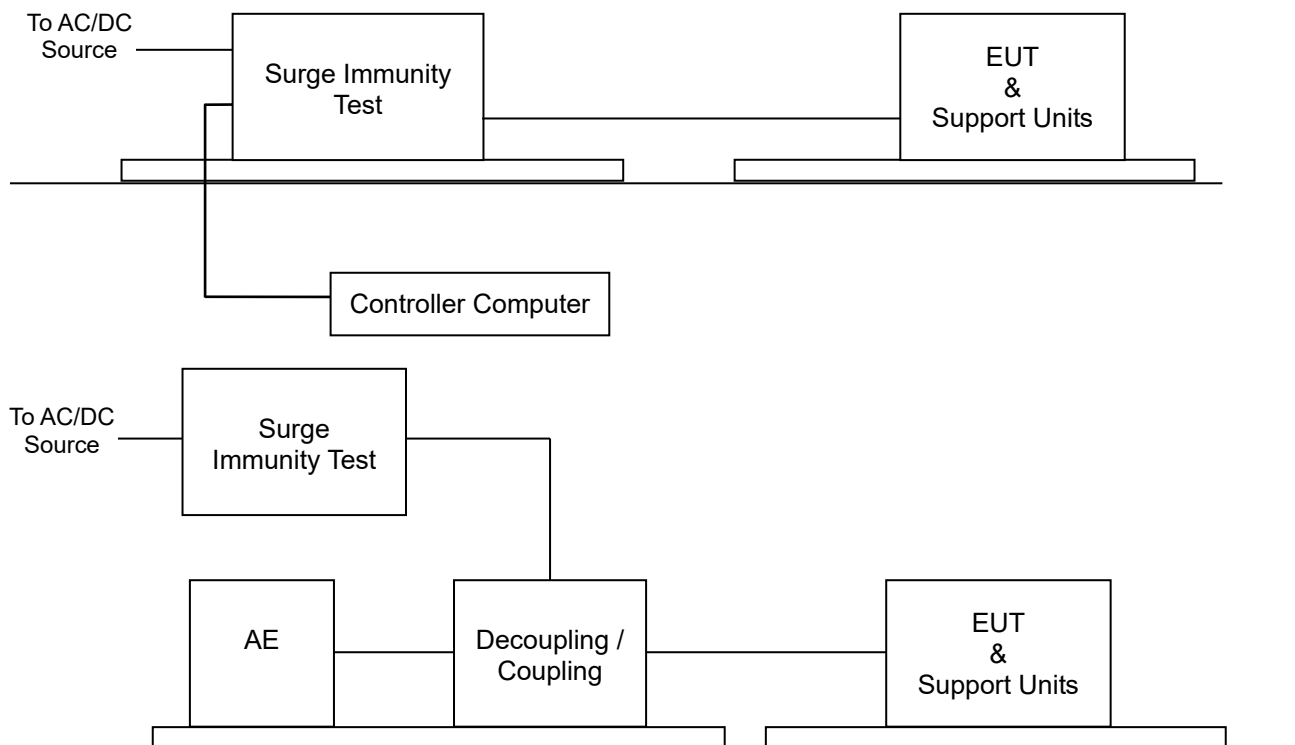 To AC/DC
Source
Surge Immunity
Test
EUT
&
Support Units
Controller Computer
To AC/DC
Source
Surge
Immunity Test
AE
Decoupling /
Coupling
EUT
&
Support Units